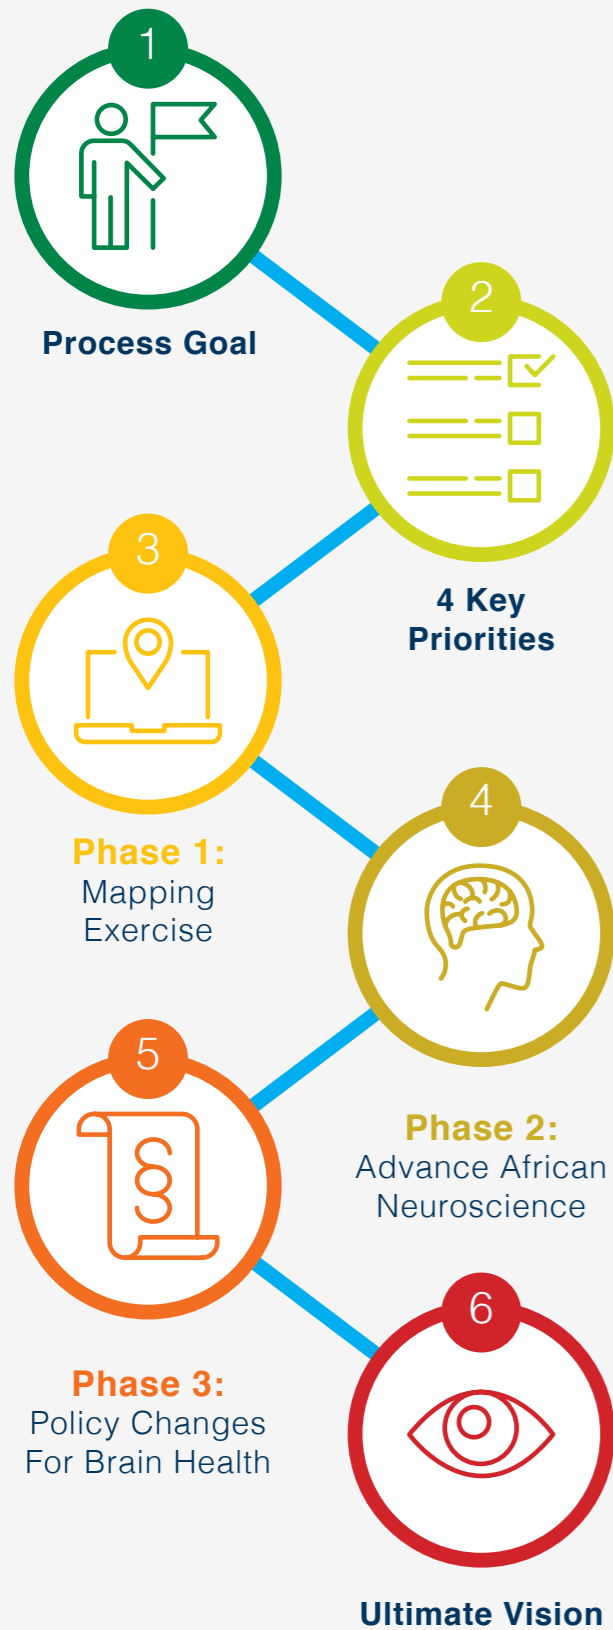 1
Process Goal
2
4 Key
Priorities
3
Phase 1:
Mapping
Exercise
4
Phase 2:
Advance African
Neuroscience
5
§
Phase 3:
Policy Changes
For Brain Health
6
Ultimate Vision